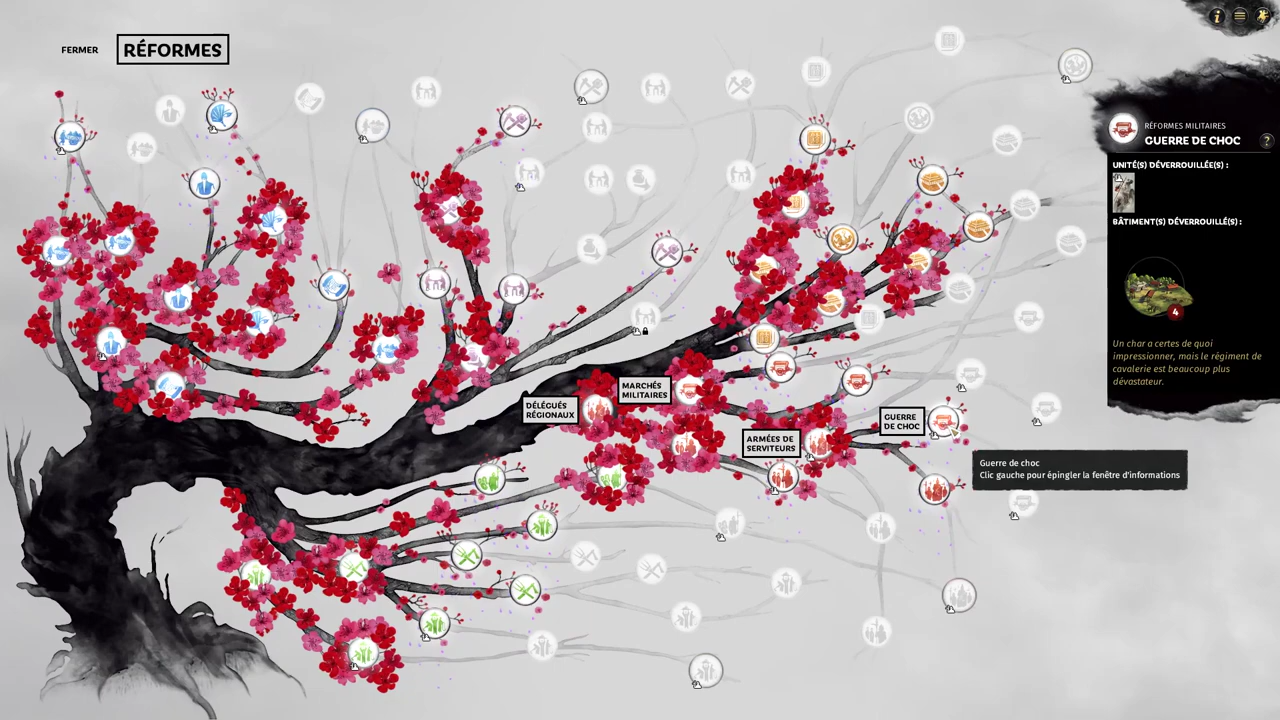 FERMER
RÉFORMES
RÉFORMES MILITAIRES
GUERRE DE CHOC
?
UNITÉ(S) DÉVERROUILLÉE(S) :
BÂTIMENT(S) DÉVERROUILLÉ(S) :
4
Un char a certes de quoi
impressionner, mais le régiment de
cavalerie est beaucoup plus
dévastateur.
MARCHÉS
MILITAIRES
DÉLÉGUÉS
RÉGIONAUX
GUERRE
DE CHOC
ARMÉES DE
SERVITEURS
Guerre de choc
Clic gauche pour épingler la fenêtre d'informations